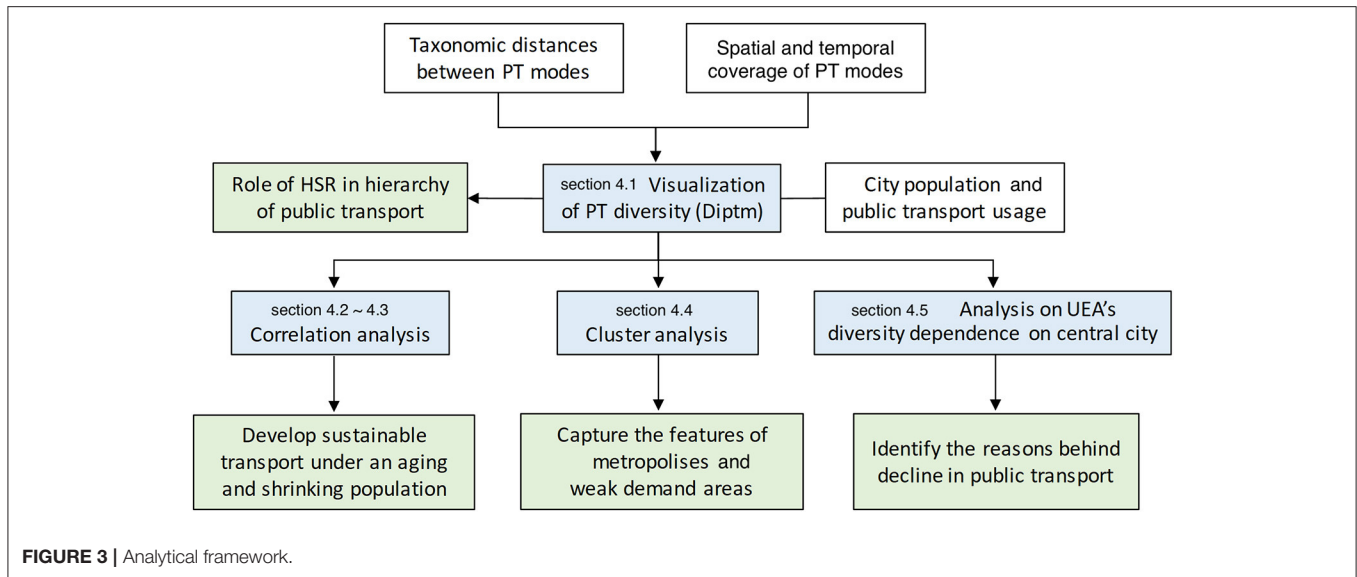 Taxonomic distances
between PT modes
Spatial and temporal
coverage of PT modes
Role of HSR in hierarchy
of public transport
section 4.1 Visualization
of PT diversity (Diptm)
City population and
public transport usage
section 4.2 ~ 4.3
Correlation analysis
section 4.4
Cluster analysis
section 4.5 Analysis on UEA's
diversity dependence on central city
Develop sustainable
transport under an aging
and shrinking population
Capture the features of
metropolises and
weak demand areas
Identify the reasons behind
decline in public transport
FIGURE 3 | Analytical framework.